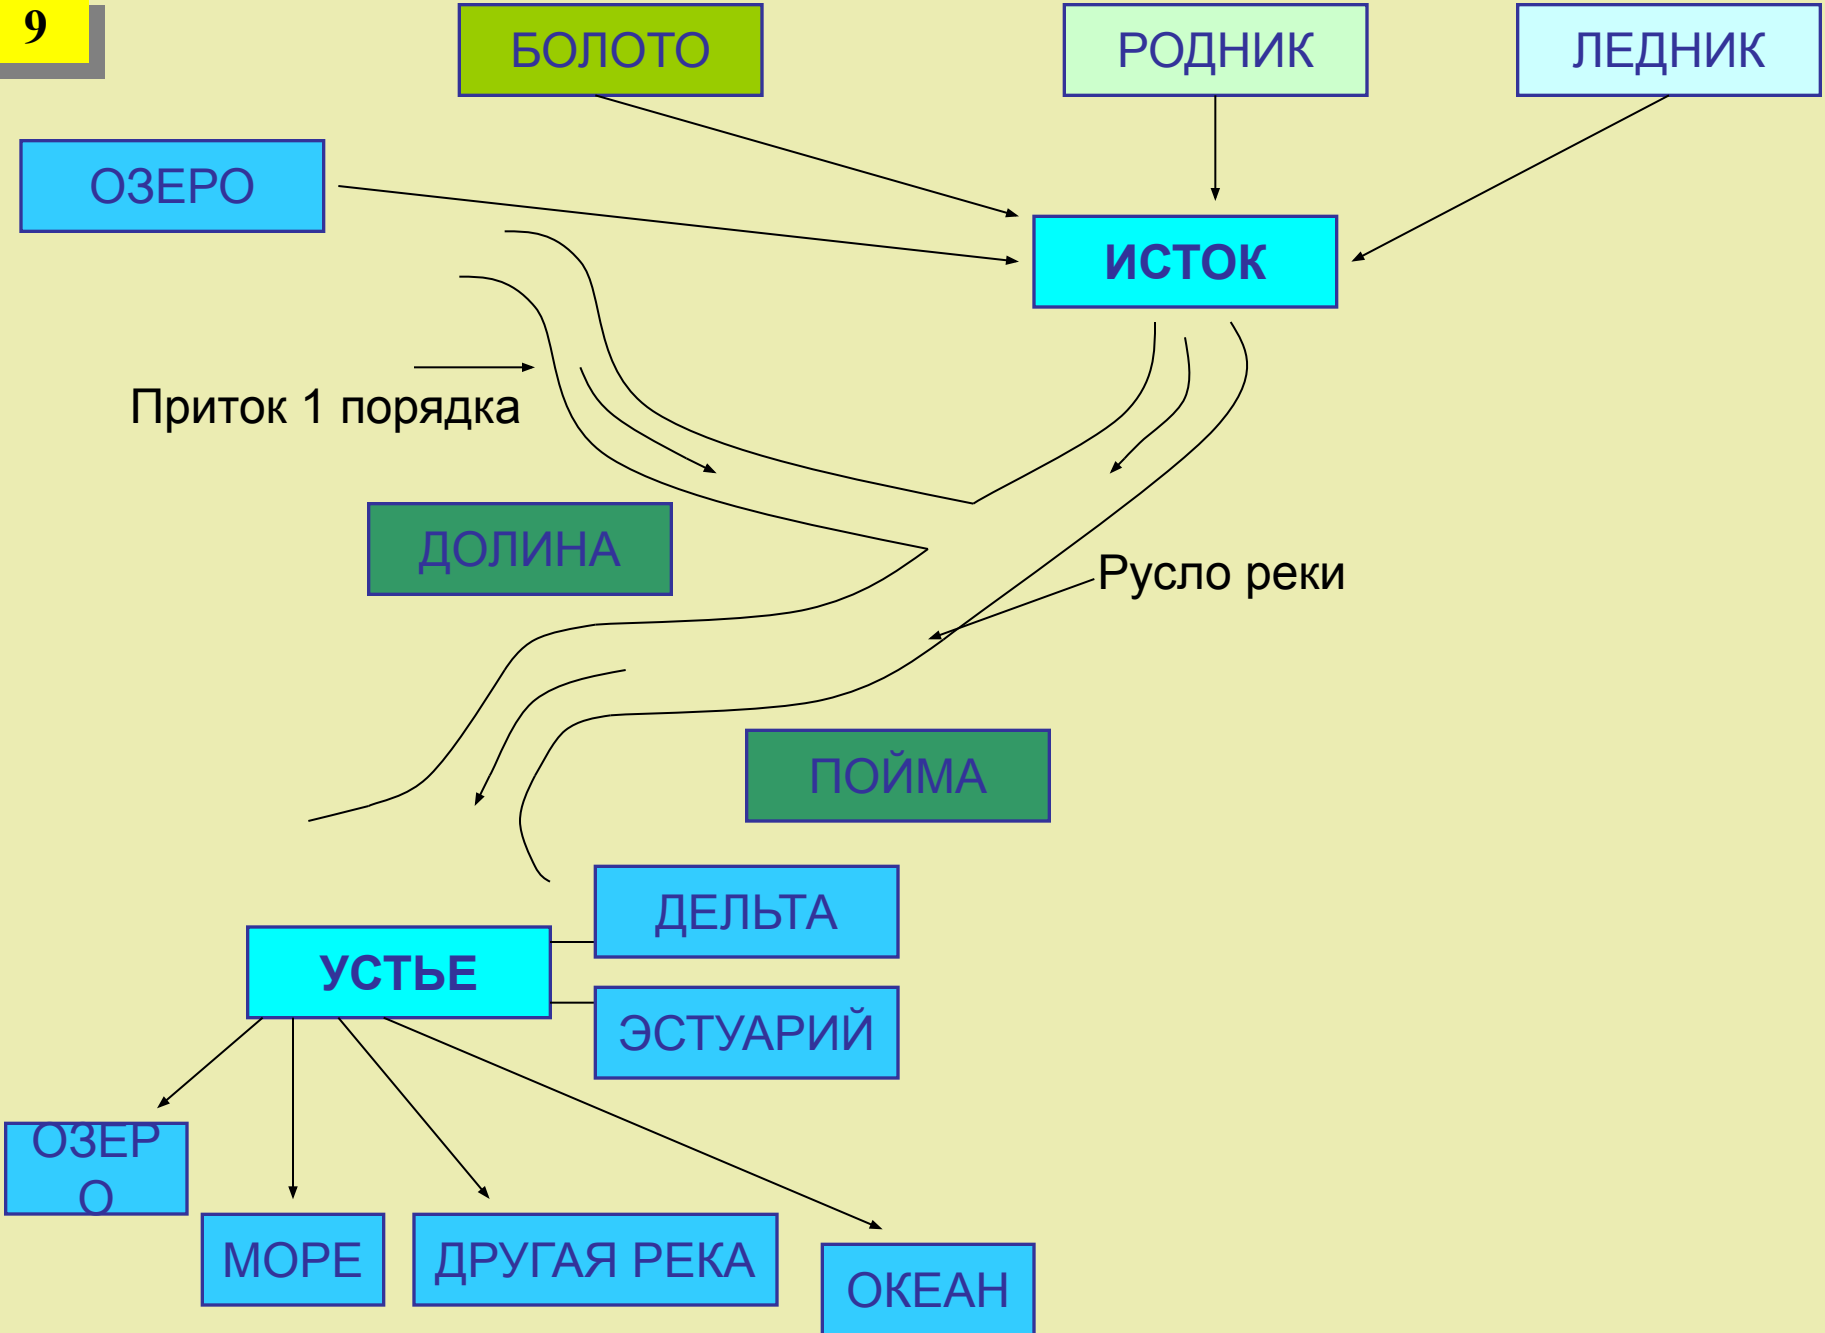 9
БОЛОТО
РОДНИК
ЛЕДНИК
ОЗЕРО
ИСТОК
Приток 1 порядка
ДОЛИНА
Русло реки
ПОЙМА
ДЕЛЬТА
УСТЬЕ
ЭСТУАРИЙ
ОЗЕР
О
МОРЕ
ДРУГАЯ РЕКА
ОКЕАН